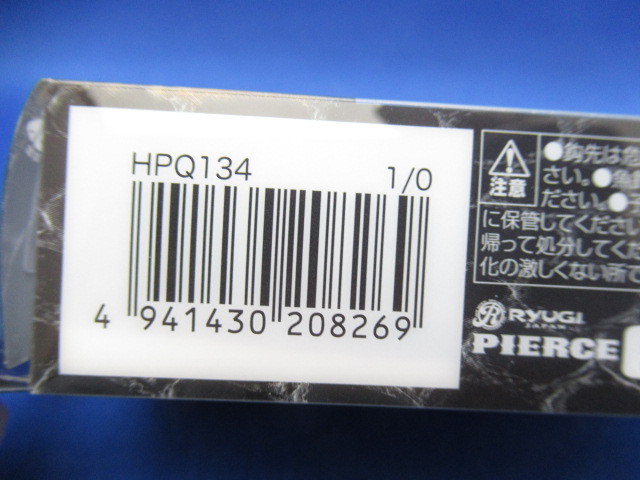 HPQ134 1/0
4 941430 208269
注意
●鈎先は危
さい。●魚
ださい。●
に保管してくださ
帰って処分してくだ
化の激しくない所で
RYUGI
JAPAN
PIERCE